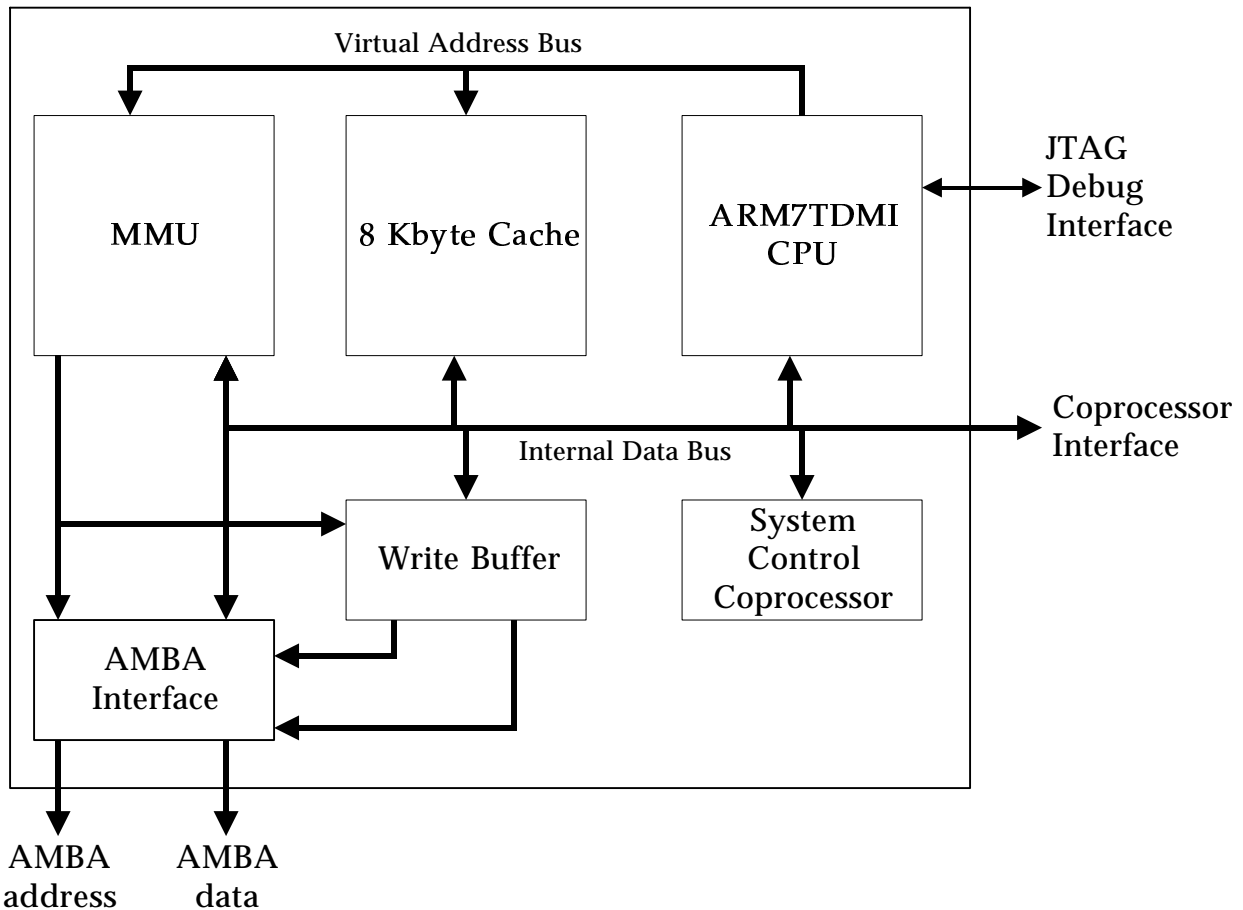 Virtual Address Bus
MMU
8 Kbyte Cache
ARM7TDMI
CPU
JTAG
Debug
Interface
Coprocessor
Interface
Internal Data Bus
Write Buffer
System
Control
Coprocessor
AMBA
Interface
AMBA
address
AMBA
data